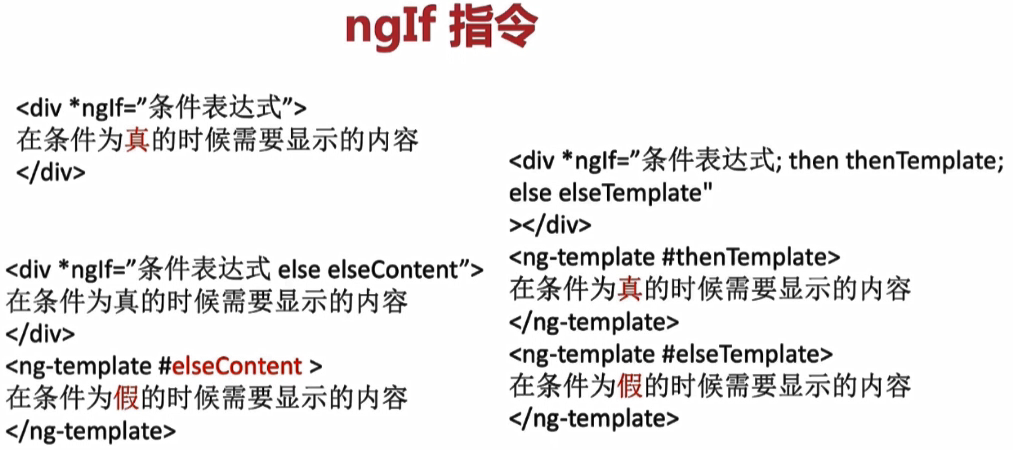 ngIf 指令
<div *ngIf=”条件表达式”>
在条件为真的时候需要显示的内容
</div>
<div *ngIf=”条件表达式 else elseContent”>
在条件为真的时候需要显示的内容
</div>
<ng-template #elseContent >
在条件为假的时候需要显示的内容
</ng-template>
<div *ngIf=”条件表达式; then thenTemplate;
else elseTemplate"
></div>
<ng-template #thenTemplate>
在条件为真的时候需要显示的内容
</ng-template>
<ng-template #elseTemplate>
在条件为假的时候需要显示的内容
</ng-template>